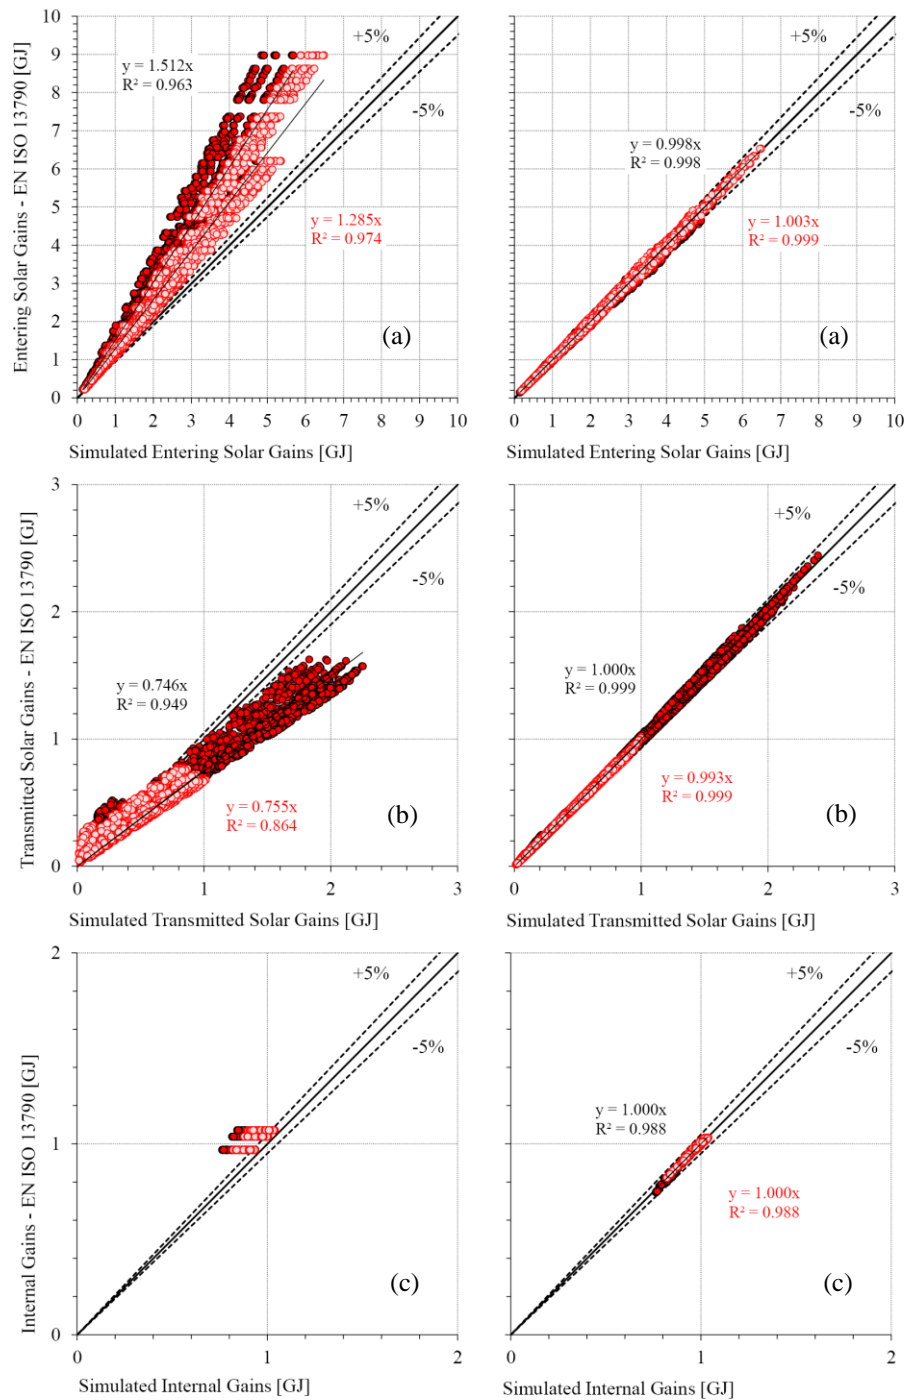 10
9
8
7
6
5
4
3
2
1
0
Entering Solar Gains - EN ISO 13790 [GJ]
+5%
-5%
y = 1.512x
R² = 0.963
y = 1.285x
R² = 0.974
(a)
0 1 2 3 4 5 6 7 8 9 10
Simulated Entering Solar Gains [GJ]
+5%
-5%
y = 0.998x
R² = 0.998
y = 1.003x
R² = 0.999
(a)
0 1 2 3 4 5 6 7 8 9 10
Simulated Entering Solar Gains [GJ]
3
2
1
0
Transmitted Solar Gains - EN ISO 13790 [GJ]
+5%
-5%
y = 0.746x
R² = 0.949
y = 0.755x
R² = 0.864
(b)
0 1 2 3
Simulated Transmitted Solar Gains [GJ]
+5%
-5%
y = 1.000x
R² = 0.999
y = 0.993x
R² = 0.999
(b)
0 1 2 3
Simulated Transmitted Solar Gains [GJ]
2
1
0
Internal Gains - EN ISO 13790 [GJ]
+5%
-5%
(c)
0 1 2
Simulated Internal Gains [GJ]
+5%
-5%
y = 1.000x
R² = 0.988
y = 1.000x
R² = 0.988
(c)
0 1 2
Simulated Internal Gains [GJ]